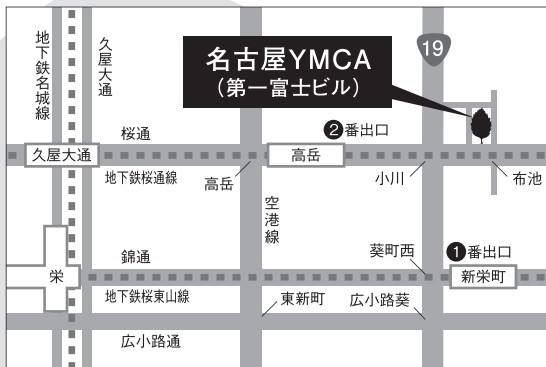 地下鉄名城線
久屋大通
名古屋YMCA
（第一富士ビル）
19
桜通
❷番出口
久屋大通
高岳
地下鉄桜通線
高岳
小川
布池
空港線
錦通
葵町西
❶番出口
栄
新栄町
地下鉄桜東山線
東新町
広小路葵
広小路通